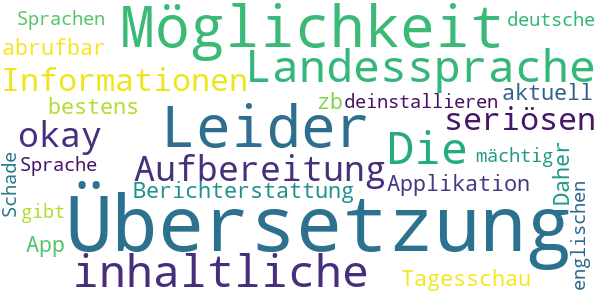 Sprachen Möglichkeit deutsche
abrufbar
Informationen Landessprache
bestens zb deinstallieren aktuell
okay Leider seriösen
Die
Sprache Aufbereitung mächtig
Schade Berichterstattung Applikation Daher
gibt englischen
App Übersetzung
inhaltliche Tagesschau